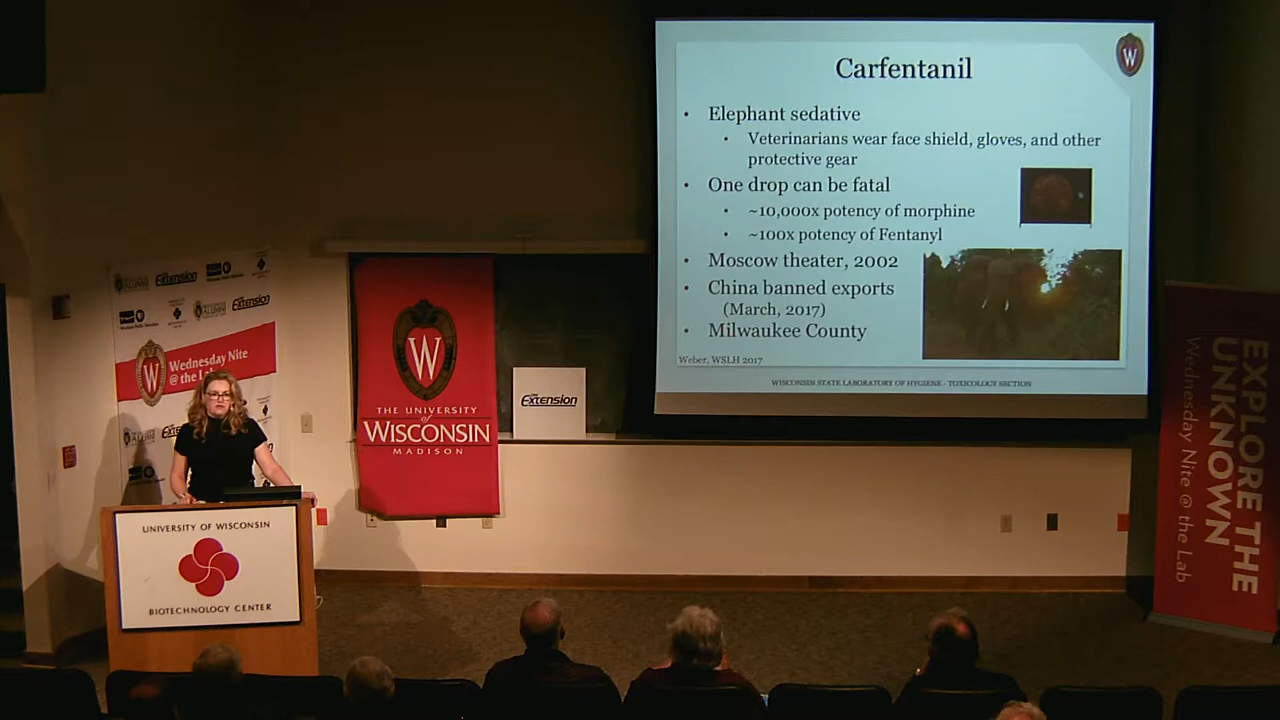 Carfentanil
W
• Elephant sedative
• Veterinarians wear face shield, gloves, and other
protective gear
• One drop can be fatal
• ~10,000x potency of morphine
• ~100x potency of Fentanyl
• Moscow theater, 2002
• China banned exports
(March, 2017)
• Milwaukee County
Weber, WSLH 2017
WISCONSIN STATE LABORATORY OF HYGIENE - TOXICOLOGY SECTION
Extension
Extension
Wednesday Nite
@ the La
W
THE UNIVERSITY
of
WISCONSIN
MADISON
Extension
UNIVERSITY OF WISCONSIN
BIOTECHNOLOGY CENTER
EXPLORE THE
UNKNOWN
Wednesday Nite @ the Lab